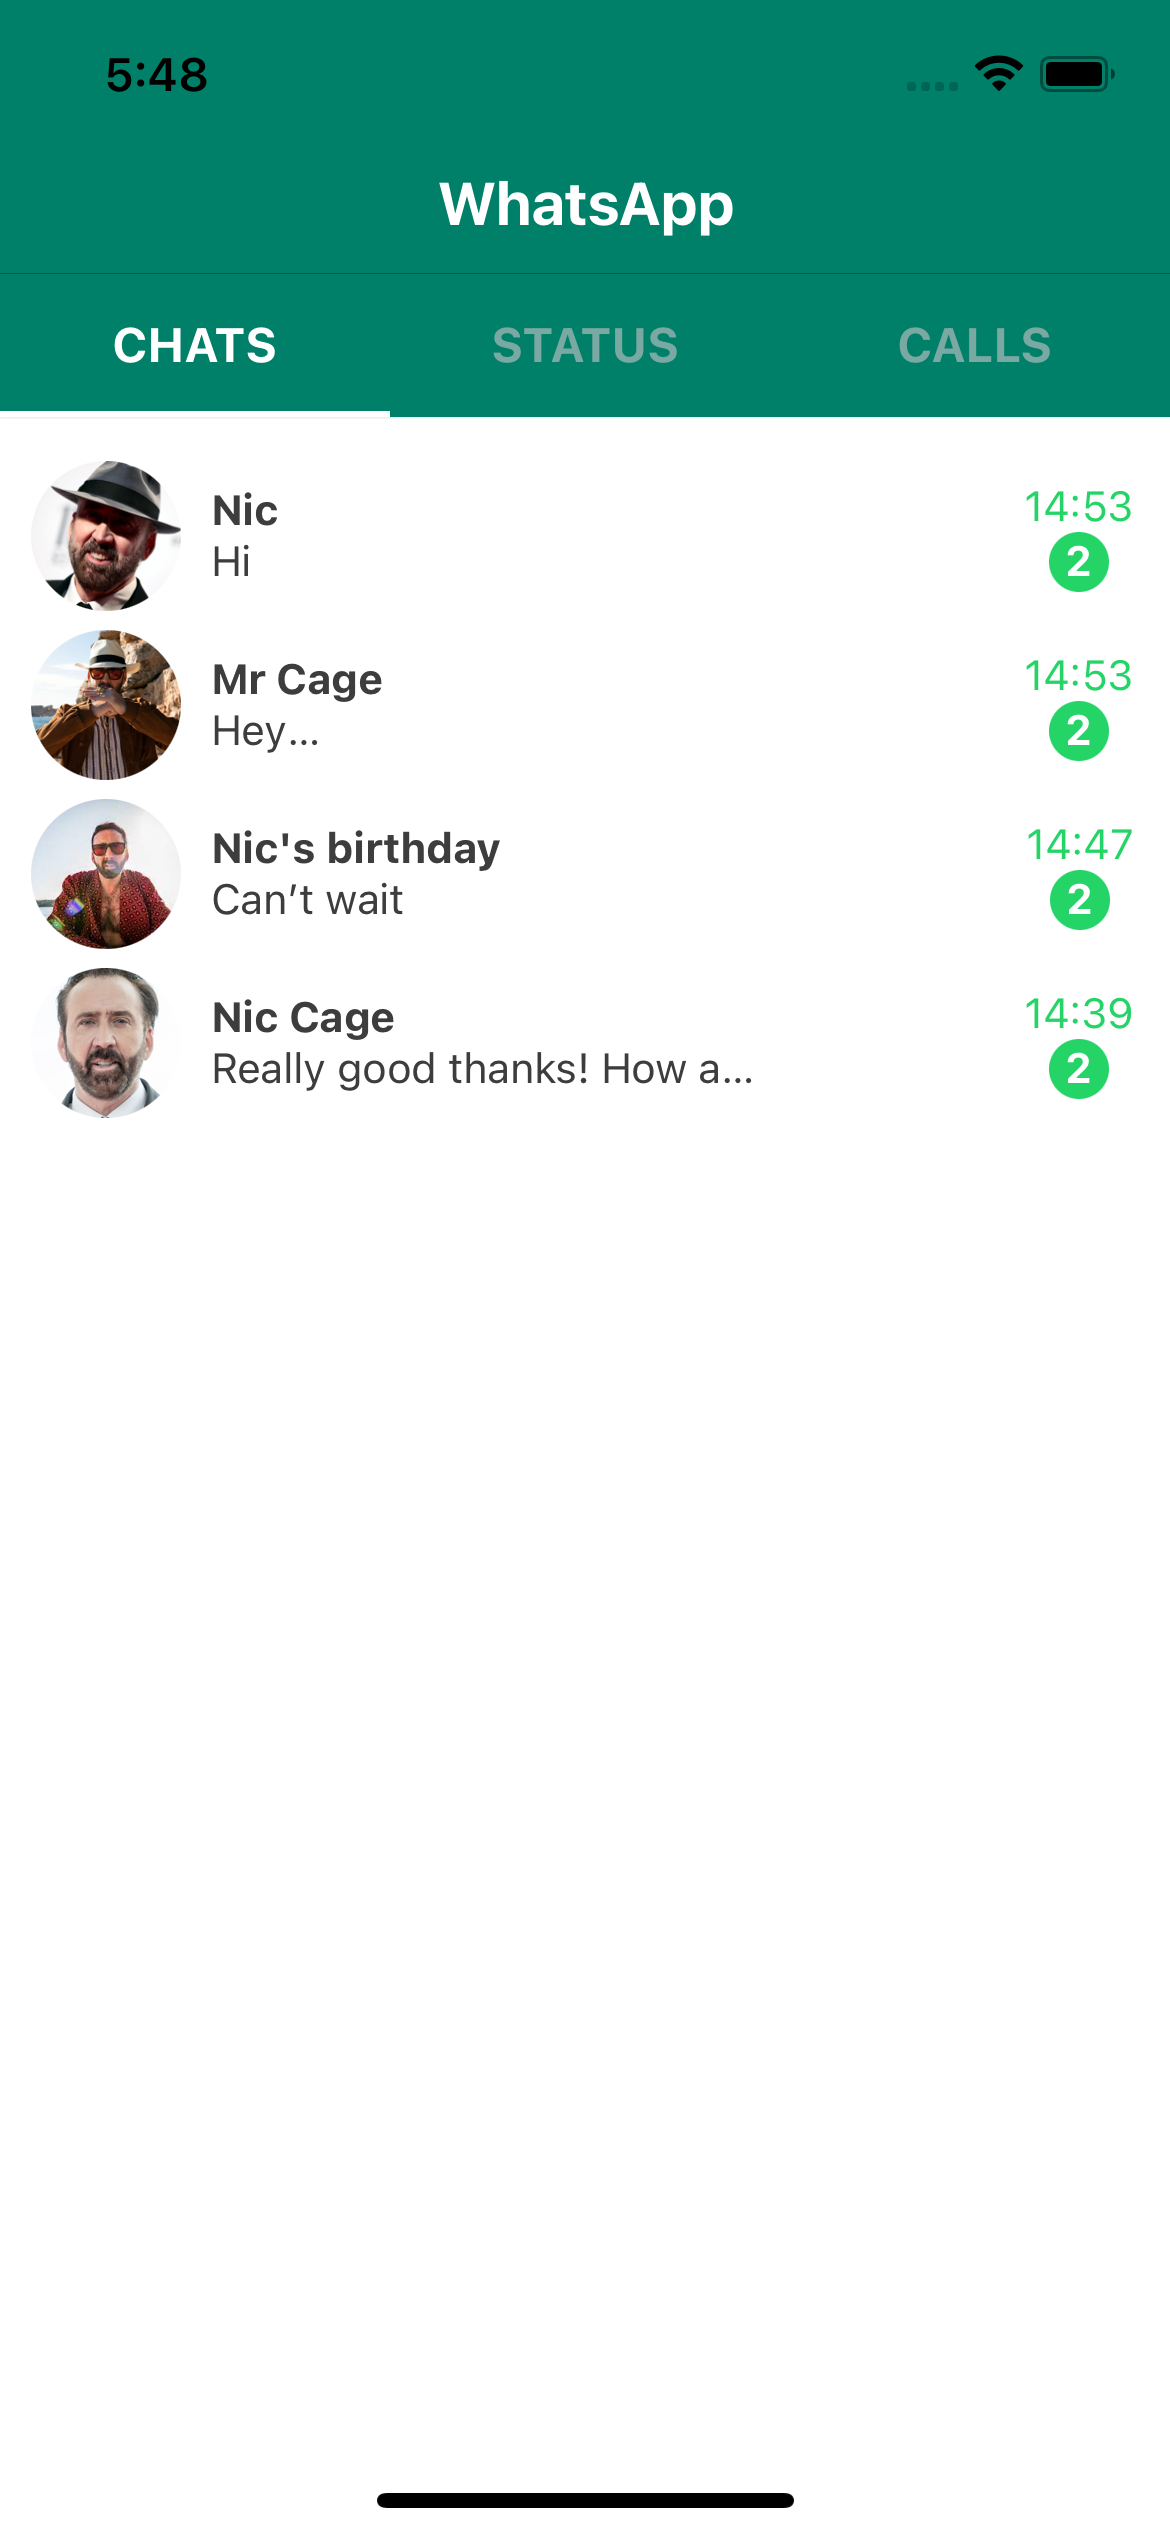 5:48
WhatsApp
CHATS STATUS CALLS
Nic 14:53
Hi 2
Mr Cage 14:53
Hey... 2
Nic's birthday 14:47
Can’t wait 2
Nic Cage 14:39
Really good thanks! How a... 2